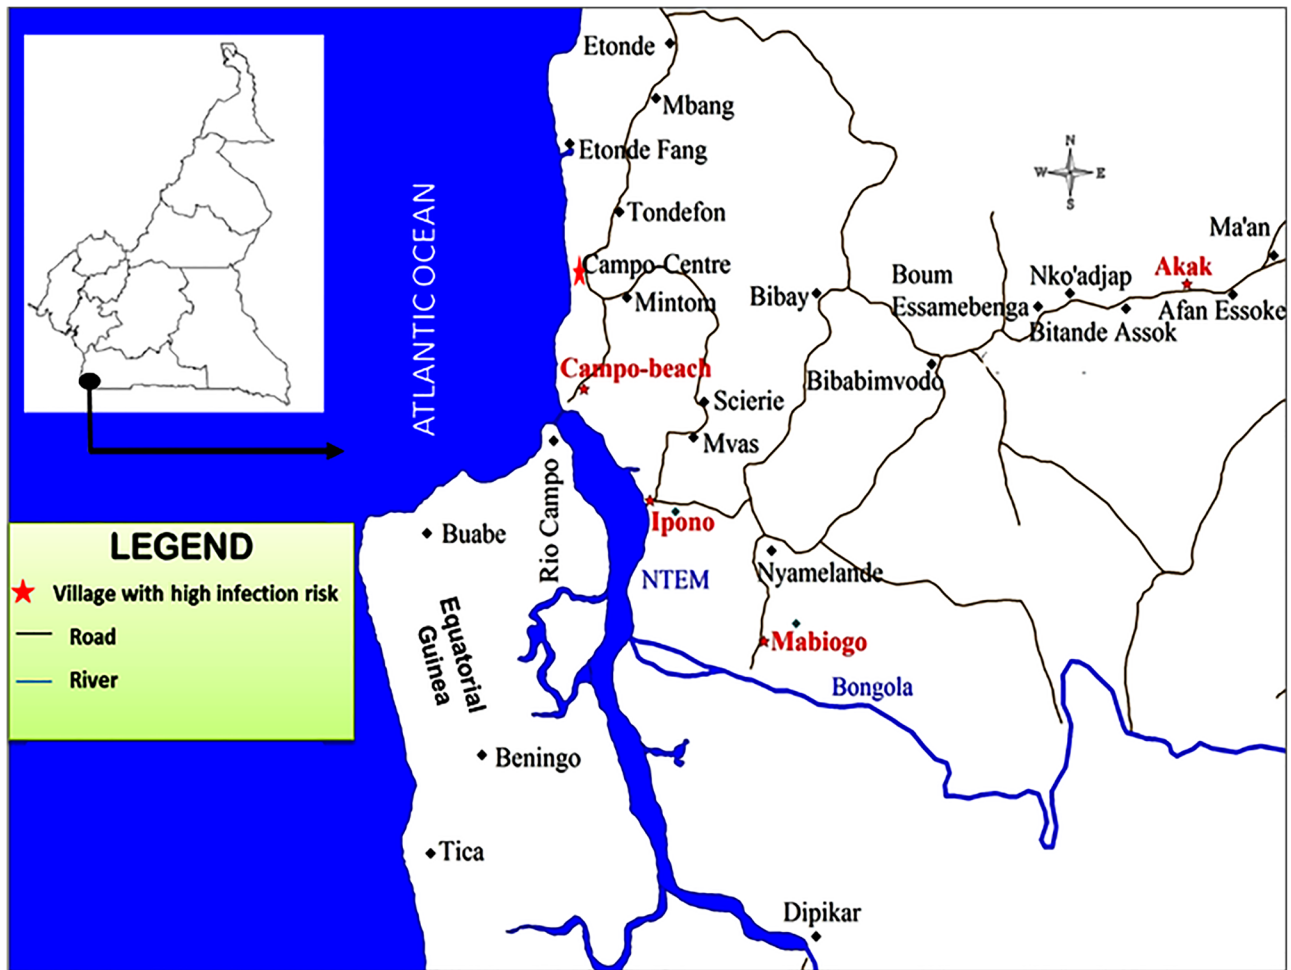 Etonde
Mbang
Etonde Fang
N
W
E
S
Tondefon
Ma'an
ATLANTIC OCEAN
Campo-Centre
Boum
Essamebenga
Nko'adjap
Akak
Mintom
Bibay
Afan Essoke
Bitande Assok
Campo-beach
Bibabimvodo
Scierie
Mvas
Rio Campo
Ipono
Buabe
LEGEND
Village with high infection risk
Road
River
NTEM
Nyamelande
Equatorial
Guinea
Mabiogo
Bongola
Beningo
Tica
Dipikar